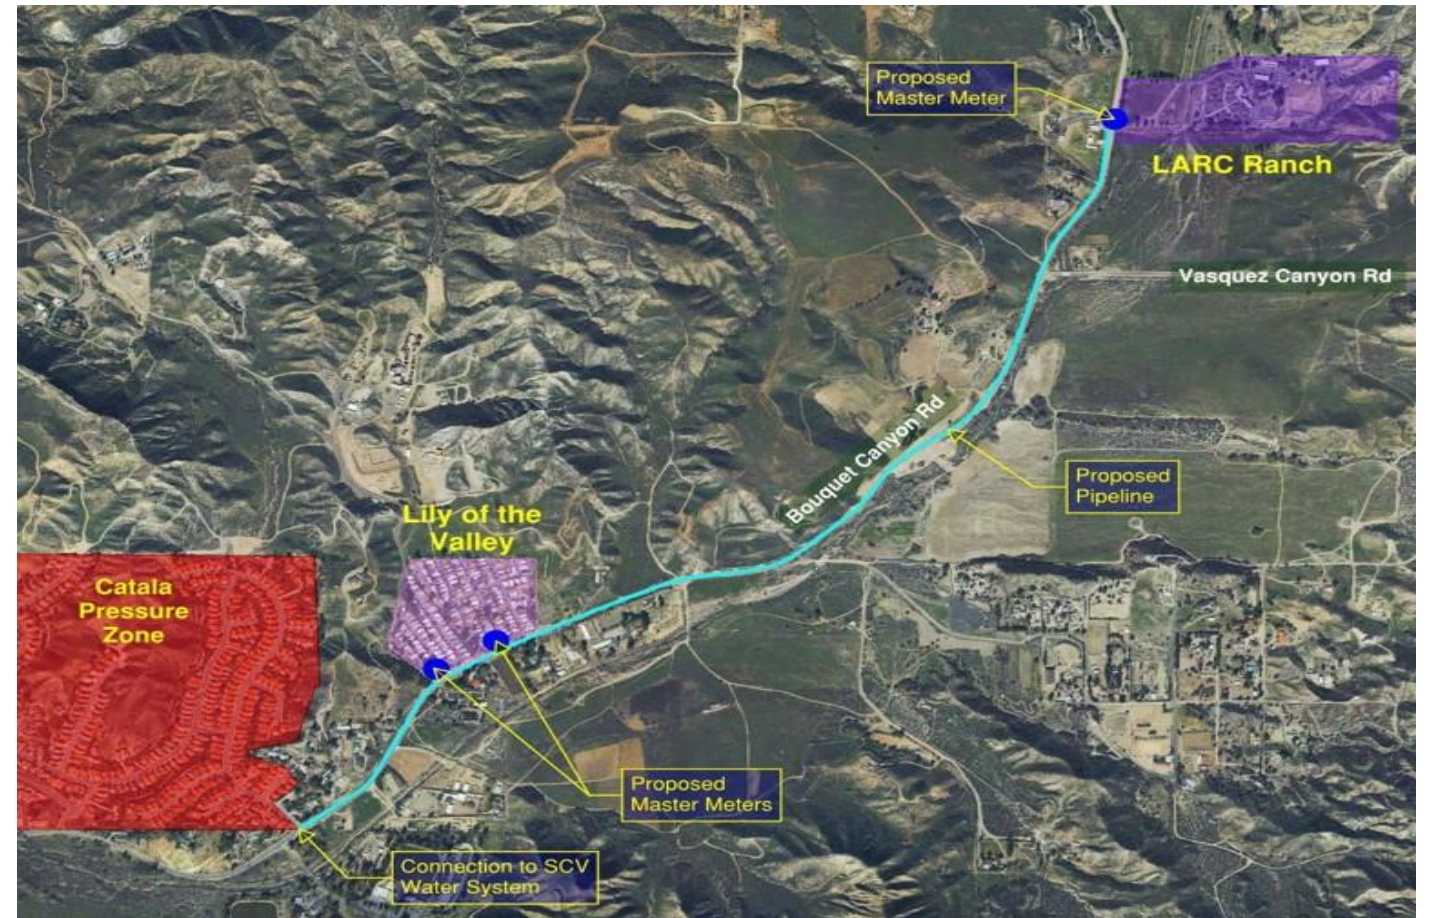 Proposed
Master Meter
LARC Ranch
Vasquez Canyon Rd
Bouquet Canyon Rd
Proposed
Pipeline
Lily of the
Valley
Catala
Pressure
Zone
Proposed
Master Meters
Connection to SCV
Water System